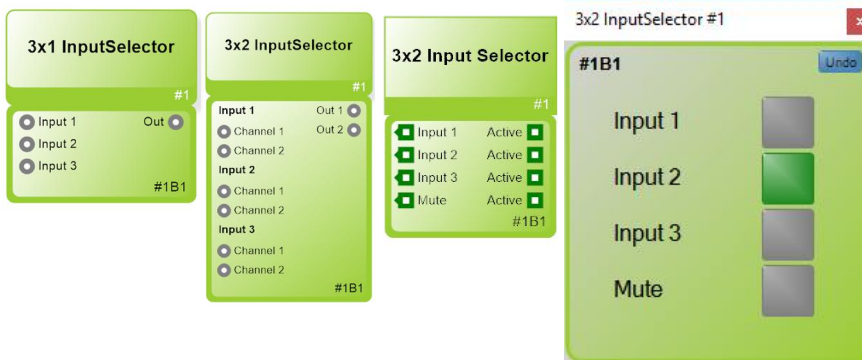 3x1 InputSelector
#1
Input 1 Out
Input 2
Input 3
#1B1
3x2 InputSelector
#1
Input 1 Out 1
Channel 1 Out 2
Channel 2
Input 2
Channel 1
Channel 2
Input 3
Channel 1
Channel 2
#1B1
3x2 Input Selector
#1
Input 1 Active
Input 2 Active
Input 3 Active
Mute Active
#1B1
3x2 InputSelector #1
x
#1B1 Undo
Input 1
Input 2
Input 3
Mute